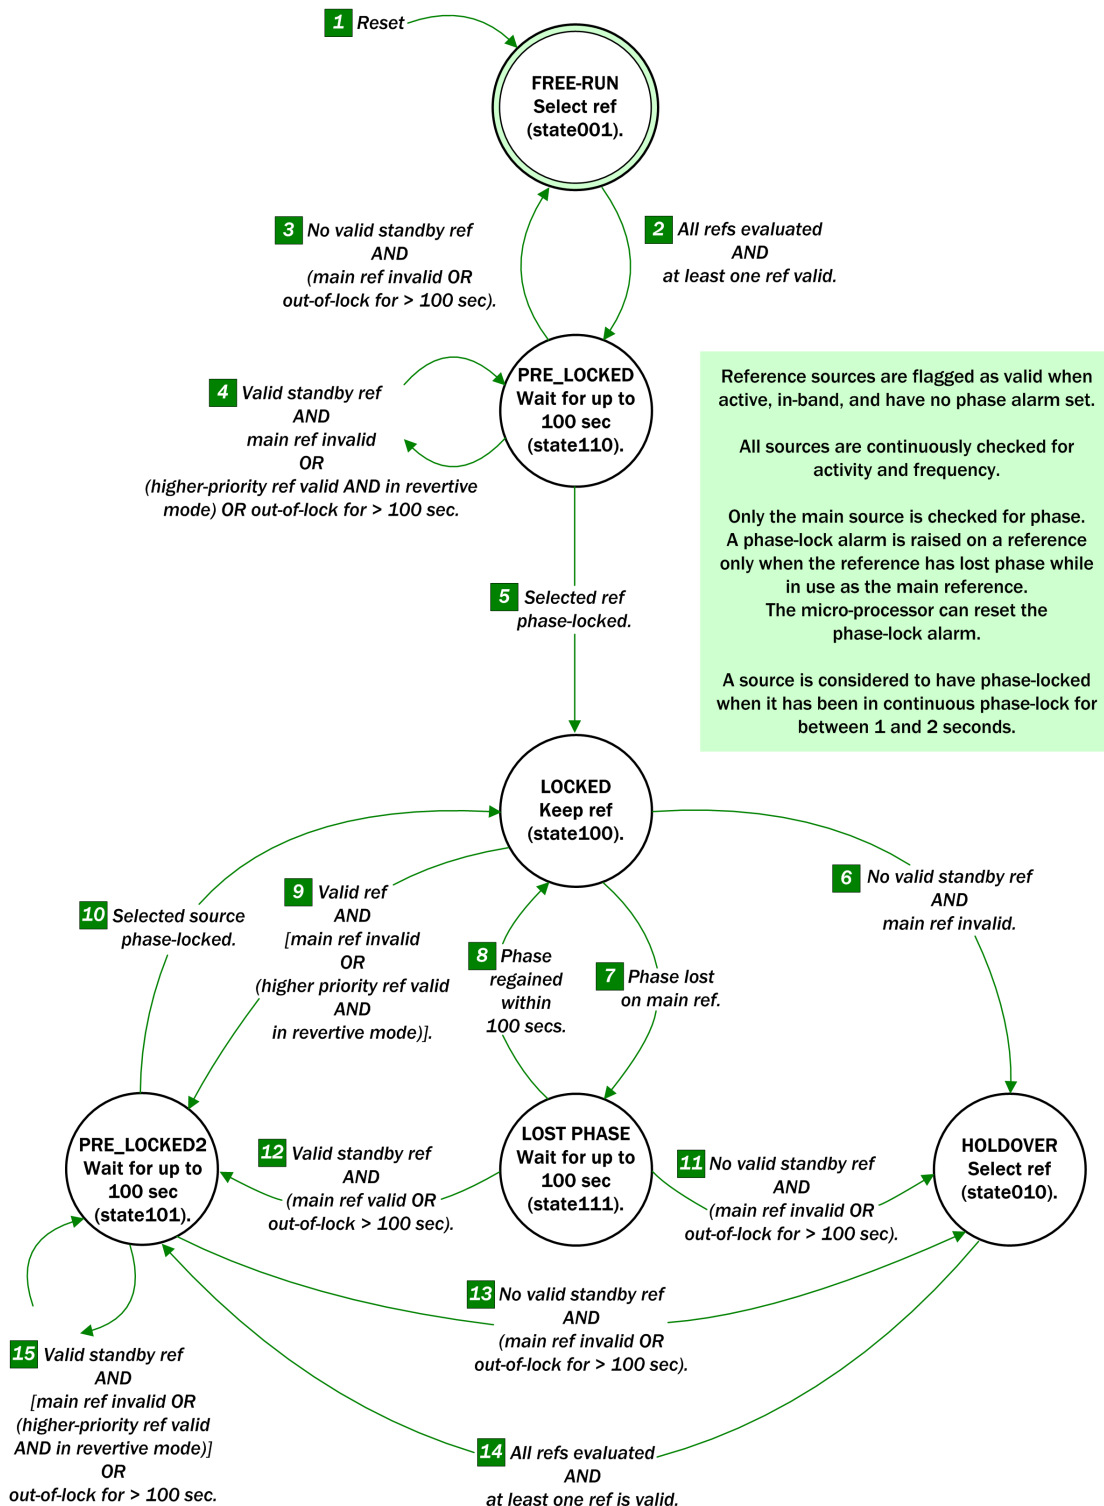 1 Reset
FREE-RUN
Select ref
(state001).
3 No valid standby ref
AND
(main ref invalid OR
out-of-lock for > 100 sec).
2 All refs evaluated
AND
at least one ref valid.
PRE_LOCKED
Wait for up to
100 sec
(state110).
4 Valid standby ref
AND
main ref invalid
OR
(higher-priority ref valid AND in revertive
mode) OR out-of-lock for > 100 sec.
Reference sources are flagged as valid when
active, in-band, and have no phase alarm set.
All sources are continuously checked for
activity and frequency.
Only the main source is checked for phase.
A phase-lock alarm is raised on a reference
only when the reference has lost phase while
in use as the main reference.
The micro-processor can reset the
phase-lock alarm.
A source is considered to have phase-locked
when it has been in continuous phase-lock for
between 1 and 2 seconds.
5 Selected ref
phase-locked.
LOCKED
Keep ref
(state100).
6 No valid standby ref
AND
main ref invalid.
9 Valid ref
AND
[main ref invalid
OR
(higher priority ref valid
AND
in revertive mode)].
10 Selected source
phase-locked.
8 Phase
regained
within
100 secs.
7 Phase lost
on main ref.
PRE_LOCKED2
Wait for up to
100 sec
(state101).
12 Valid standby ref
AND
(main ref valid OR
out-of-lock > 100 sec).
LOST PHASE
Wait for up to
100 sec
(state111).
11 No valid standby ref
AND
(main ref invalid OR
out-of-lock for > 100 sec).
HOLDOVER
Select ref
(state010).
13 No valid standby ref
AND
(main ref invalid OR
out-of-lock for > 100 sec).
15 Valid standby ref
AND
[main ref invalid OR
(higher-priority ref valid
AND in revertive mode)]
OR
out-of-lock for > 100 sec.
14 All refs evaluated
AND
at least one ref is valid.